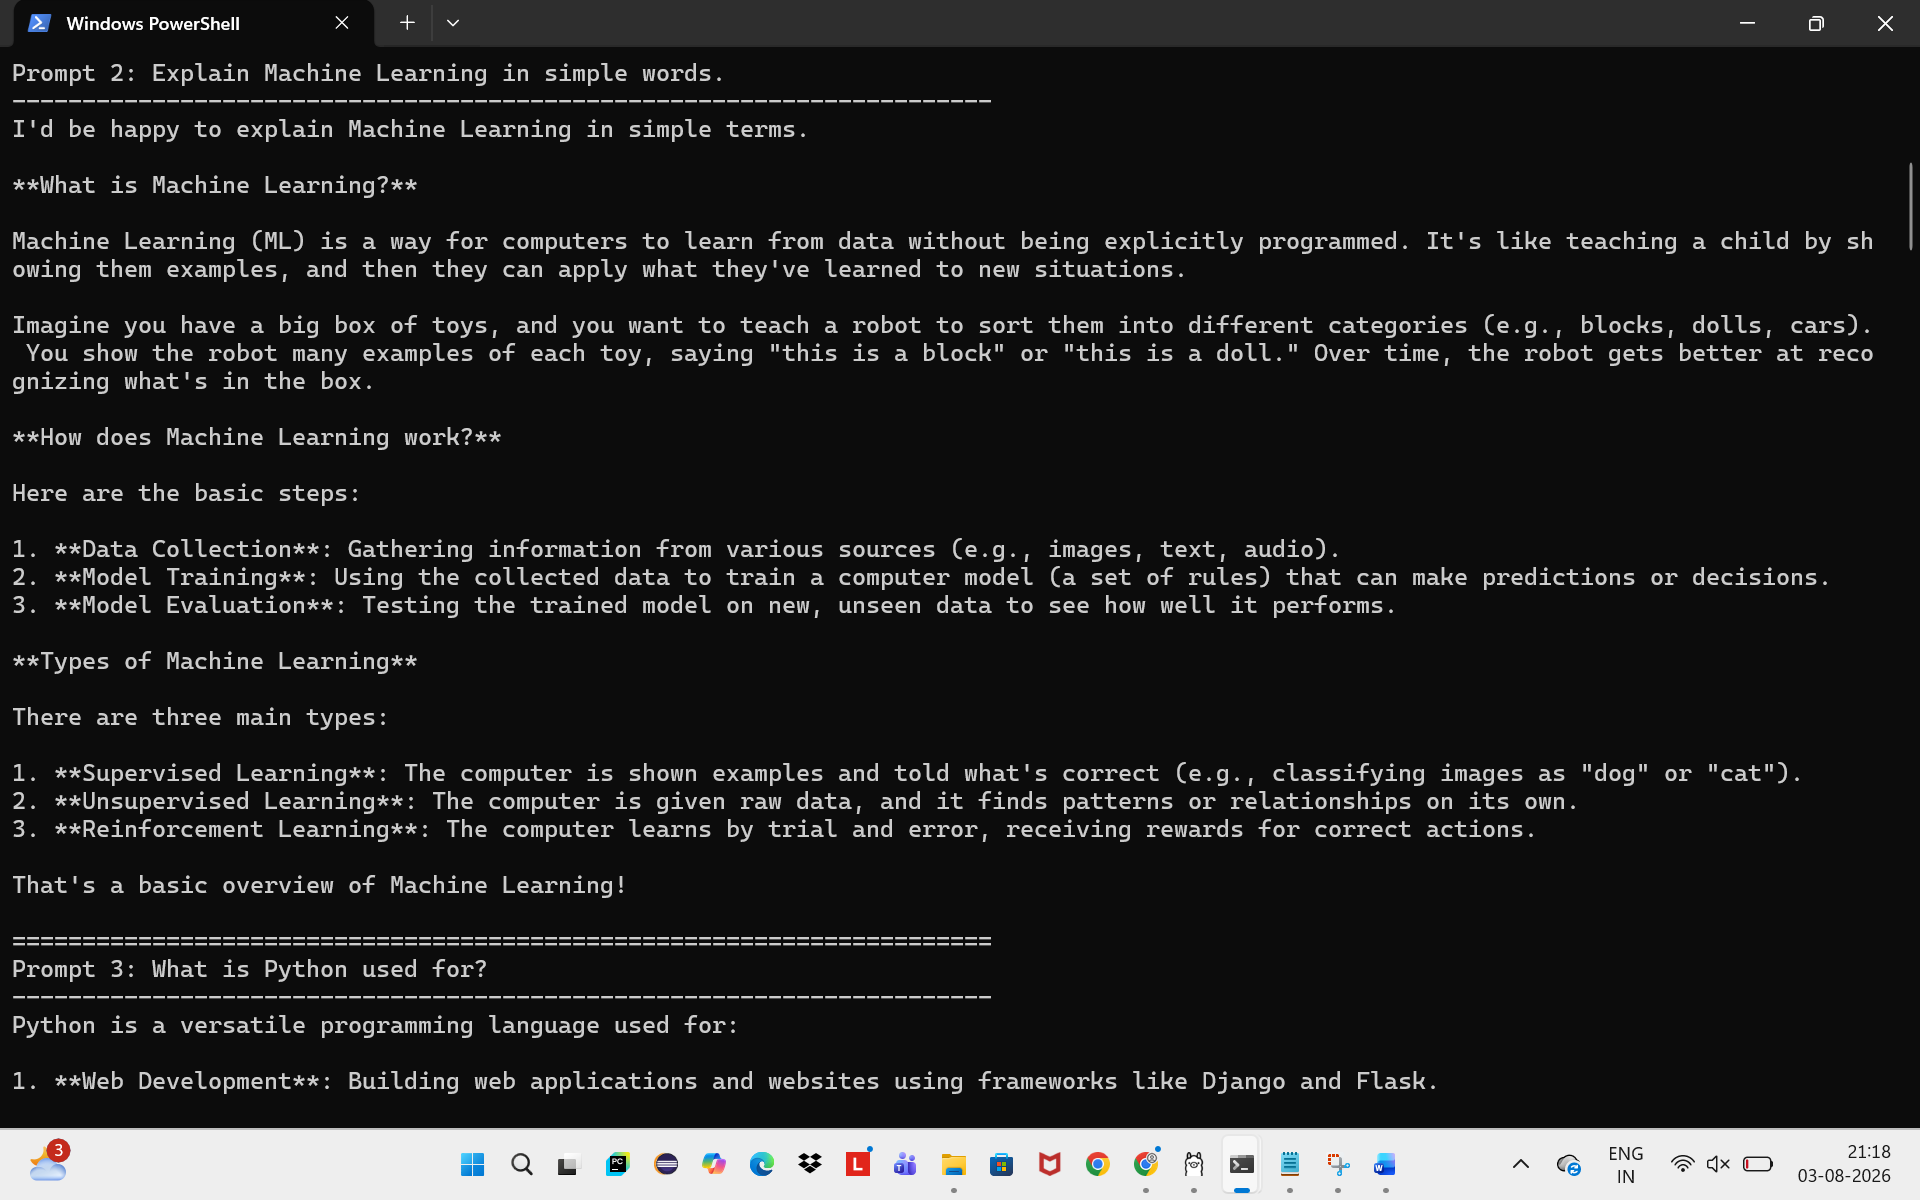 Windows PowerShell
Prompt 2: Explain Machine Learning in simple words.
----------------------------------------------------------------------
I'd be happy to explain Machine Learning in simple terms.
**What is Machine Learning?**
Machine Learning (ML) is a way for computers to learn from data without being explicitly programmed. It's like teaching a child by sh
owing them examples, and then they can apply what they've learned to new situations.
Imagine you have a big box of toys, and you want to teach a robot to sort them into different categories (e.g., blocks, dolls, cars).
You show the robot many examples of each toy, saying "this is a block" or "this is a doll." Over time, the robot gets better at reco
gnizing what's in the box.
**How does Machine Learning work?**
Here are the basic steps:
1. **Data Collection**: Gathering information from various sources (e.g., images, text, audio).
2. **Model Training**: Using the collected data to train a computer model (a set of rules) that can make predictions or decisions.
3. **Model Evaluation**: Testing the trained model on new, unseen data to see how well it performs.
**Types of Machine Learning**
There are three main types:
1. **Supervised Learning**: The computer is shown examples and told what's correct (e.g., classifying images as "dog" or "cat").
2. **Unsupervised Learning**: The computer is given raw data, and it finds patterns or relationships on its own.
3. **Reinforcement Learning**: The computer learns by trial and error, receiving rewards for correct actions.
That's a basic overview of Machine Learning!
======================================================================
Prompt 3: What is Python used for?
----------------------------------------------------------------------
Python is a versatile programming language used for:
1. **Web Development**: Building web applications and websites using frameworks like Django and Flask.
3
PC
L
T
W
ENG
IN
21:18
03-08-2026